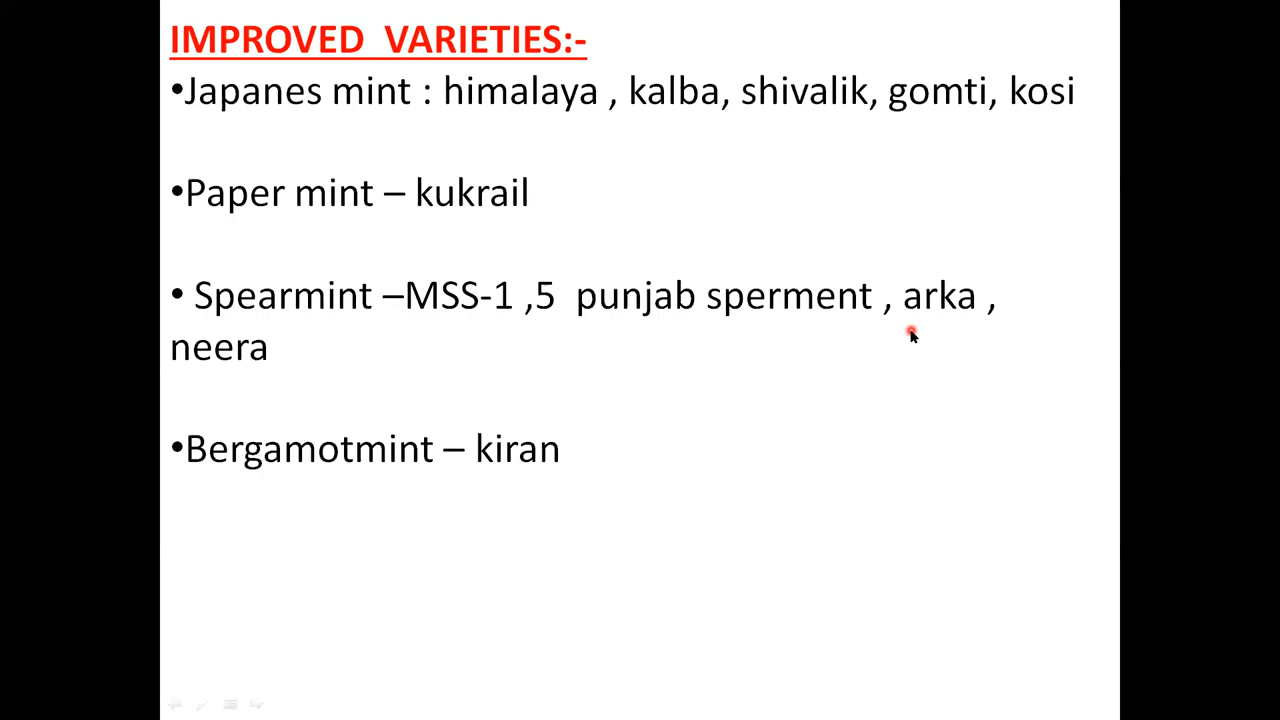 IMPROVED VARIETIES:-
•Japanes mint : himalaya , kalba, shivalik, gomti, kosi
•Paper mint – kukrail
• Spearmint –MSS-1 ,5 punjab sperment , arka ,
neera
•Bergamotmint – kiran